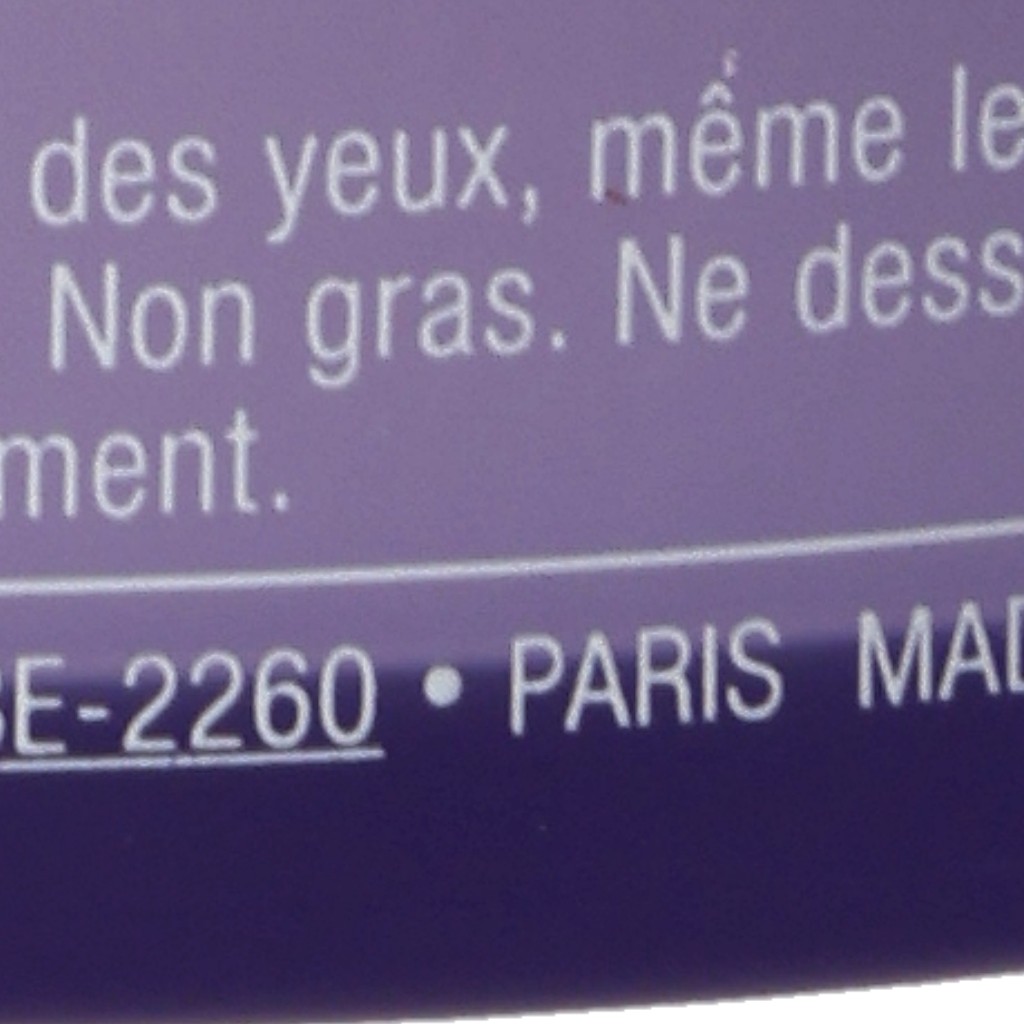 des yeux, même le
Non gras. Ne dess
ment.
E-2260 • PARIS MAD